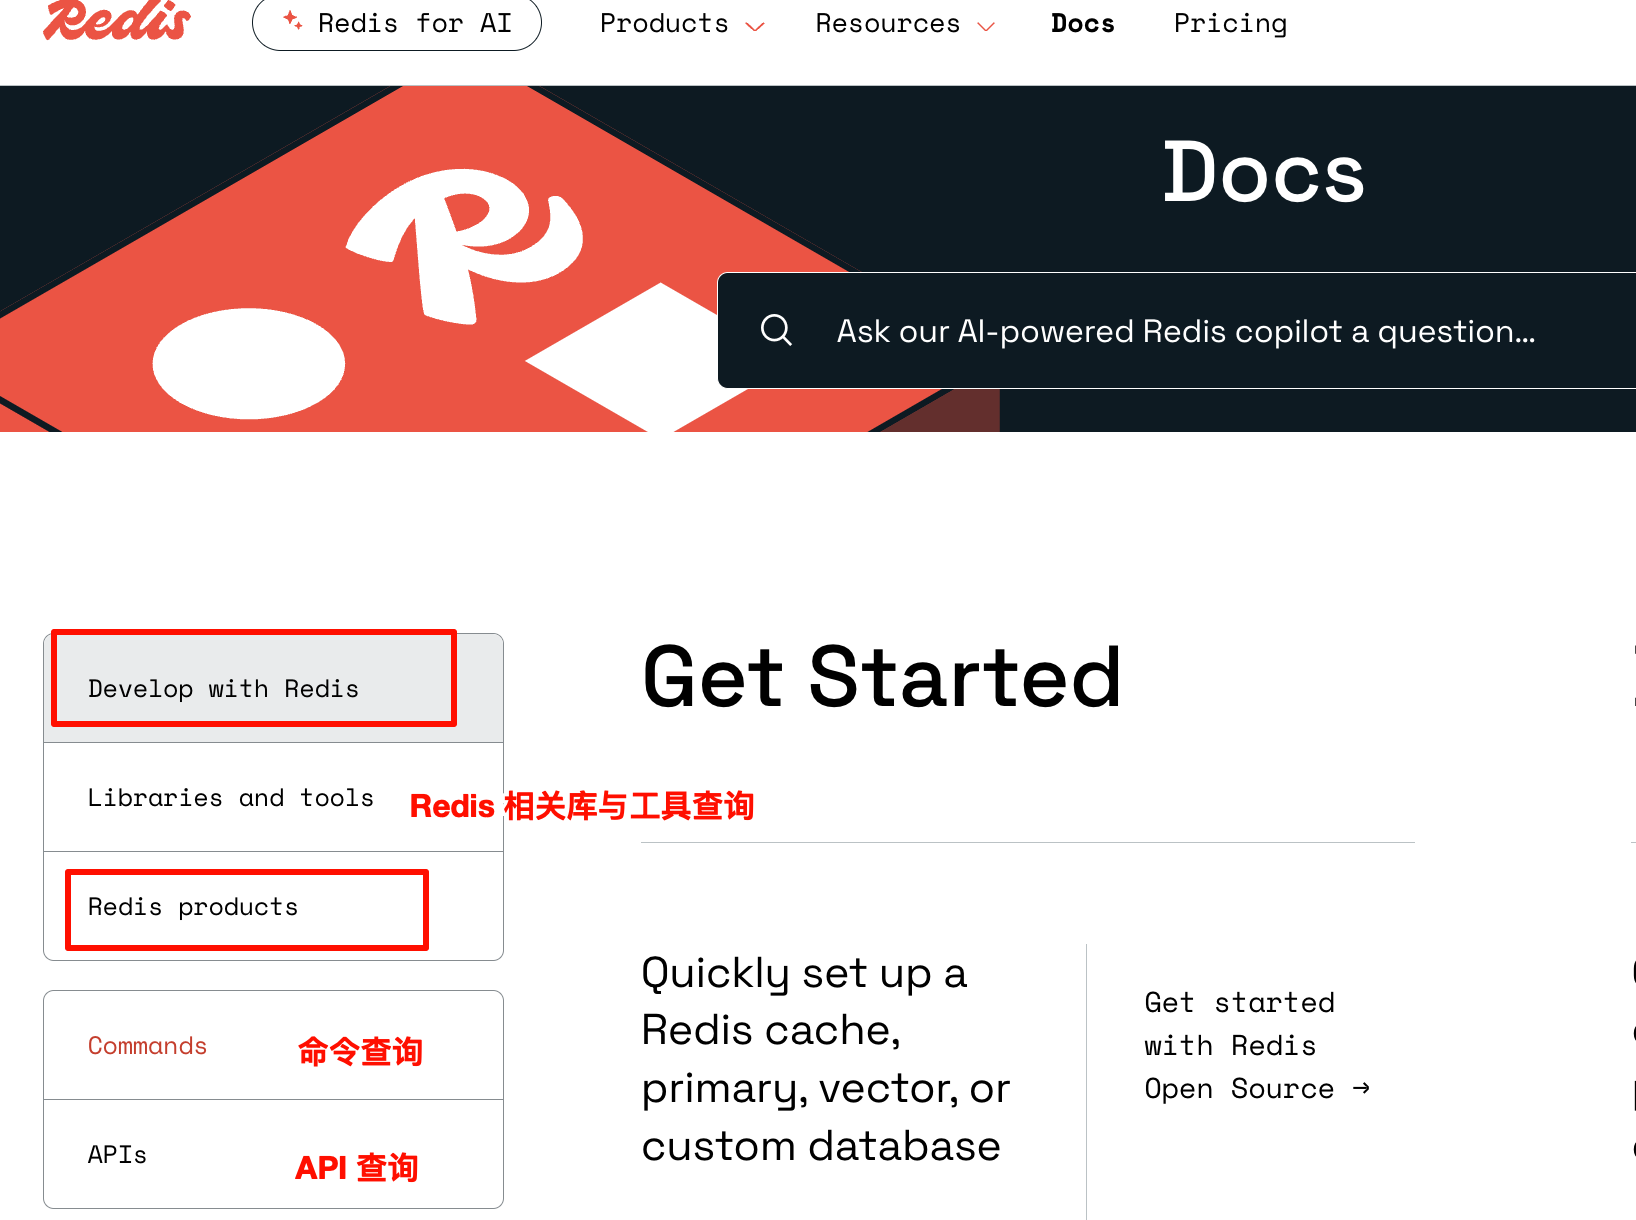 Redis
Redis for AI
Products
Resources
Docs
Pricing
Docs
Ask our AI-powered Redis copilot a question...
Develop with Redis
Libraries and tools
Redis 相关库与工具查询
Redis products
Commands
命令查询
APIs
API 查询
Get Started
Quickly set up a
Redis cache,
primary, vector, or
custom database
Get started
with Redis
Open Source →